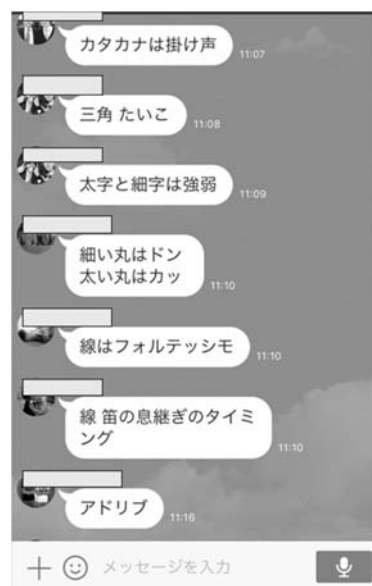 カタカナは掛け声
11:07
三角 たいこ
11:08
太字と細字は強弱
11:09
細い丸はドン
太い丸はカッ
11:10
線はフォルテッシモ
11:10
線 笛の息継ぎのタイミ
ング
11:10
アドリブ
11:16
メッセージを入力